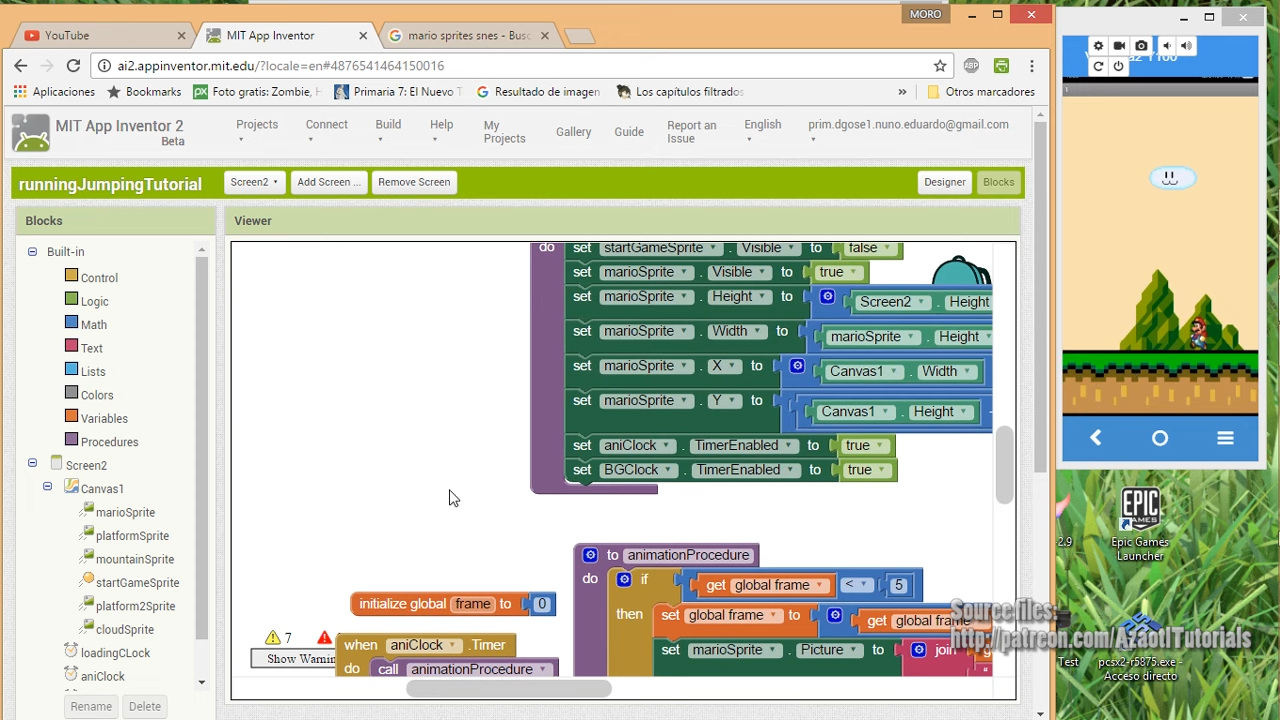 MORO
YouTube
MIT App Inventor
mario sprites snes - Busc
ai2.appinventor.mit.edu/?locale=en#4876541464150016
Aplicaciones
Bookmarks
Foto gratis: Zombie, H
Primaria 7: El Nuevo T
Resultado de imagen
Los capítulos filtrados
»
Otros marcadores
MIT App Inventor 2
Beta
Projects
Connect
Build
Help
My Projects
Gallery
Guide
Report an Issue
English
prim.dgose1.nuno.eduardo@gmail.com
runningJumpingTutorial
Screen2
Add Screen ...
Remove Screen
Designer
Blocks
Blocks
Viewer
Built-in
Control
Logic
Math
Text
Lists
Colors
Variables
Procedures
Screen2
Canvas1
marioSprite
platformSprite
mountainSprite
startGameSprite
platform2Sprite
cloudSprite
loadingCLock
aniClock
Rename
Delete
do set startGameSprite . Visible to false
set marioSprite . Visible to true
set marioSprite . Height to Screen2 . Height
set marioSprite . Width to marioSprite . Height
set marioSprite . X to Canvas1 . Width
set marioSprite . Y to Canvas1 . Height
set aniClock . TimerEnabled to true
set BGClock . TimerEnabled to true
to animationProcedure
do if get global frame < 5
then set global frame to get global frame
set marioSprite . Picture to join
initialize global frame to 0
7
Show Warnin
when aniClock .Timer
do call animationProcedure
2.9
Epic Games
Launcher
Source files:
http://patreon.com/AzaotlTutorials
Test
pcsx2-r5875.exe -
Acceso directo